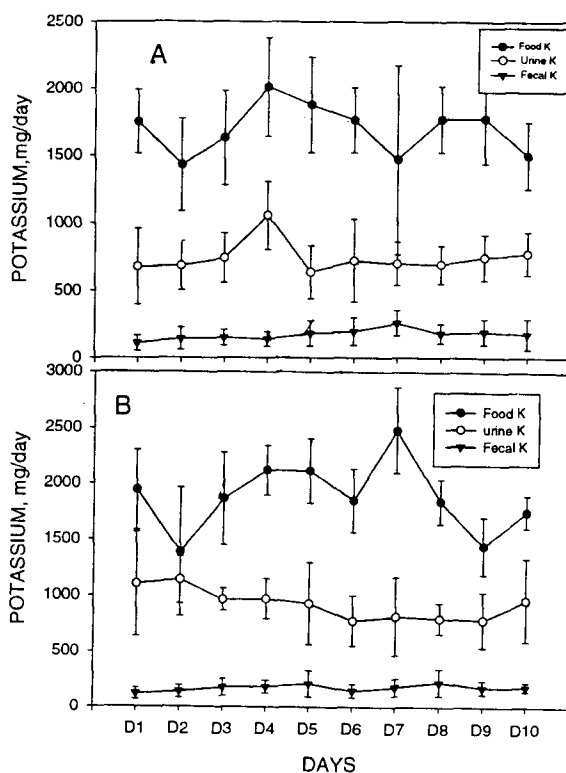 2500
A
Food K
Urine K
Fecal K
2000
1500
1000
500
0
POTASSIUM,mg/day
3000
B
Food K
urine K
Fecal K
2500
2000
1500
1000
500
0
POTASSIUM, mg/day
D1 D2 D3 D4 D5 D6 D7 D8 D9 D10
DAYS